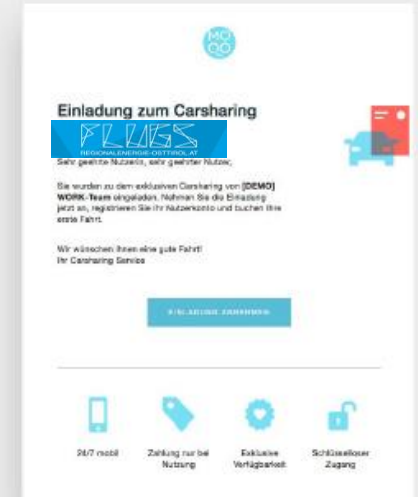 MO
QO
Einladung zum Carsharing
FLUGS
REGIONALENERGIE-OSTTIROL.AT
Sehr geehrte Nutzerin, sehr geehrter Nutzer,
Sie wurden zu dem exklusiven Carsharing von [DEMO]
WORK-Team eingeladen. Nehmen Sie die Einladung
jetzt an, registrieren Sie Ihr Nutzerkonto und buchen Ihre
erste Fahrt.
Wir wünschen Ihnen eine gute Fahrt!
Ihr Carsharing Service
EINLADUNG ANNEHMEN
24/7 mobil
Zahlung nur bei
Nutzung
Exklusive
Verfügbarkeit
Schlüsselloser
Zugang